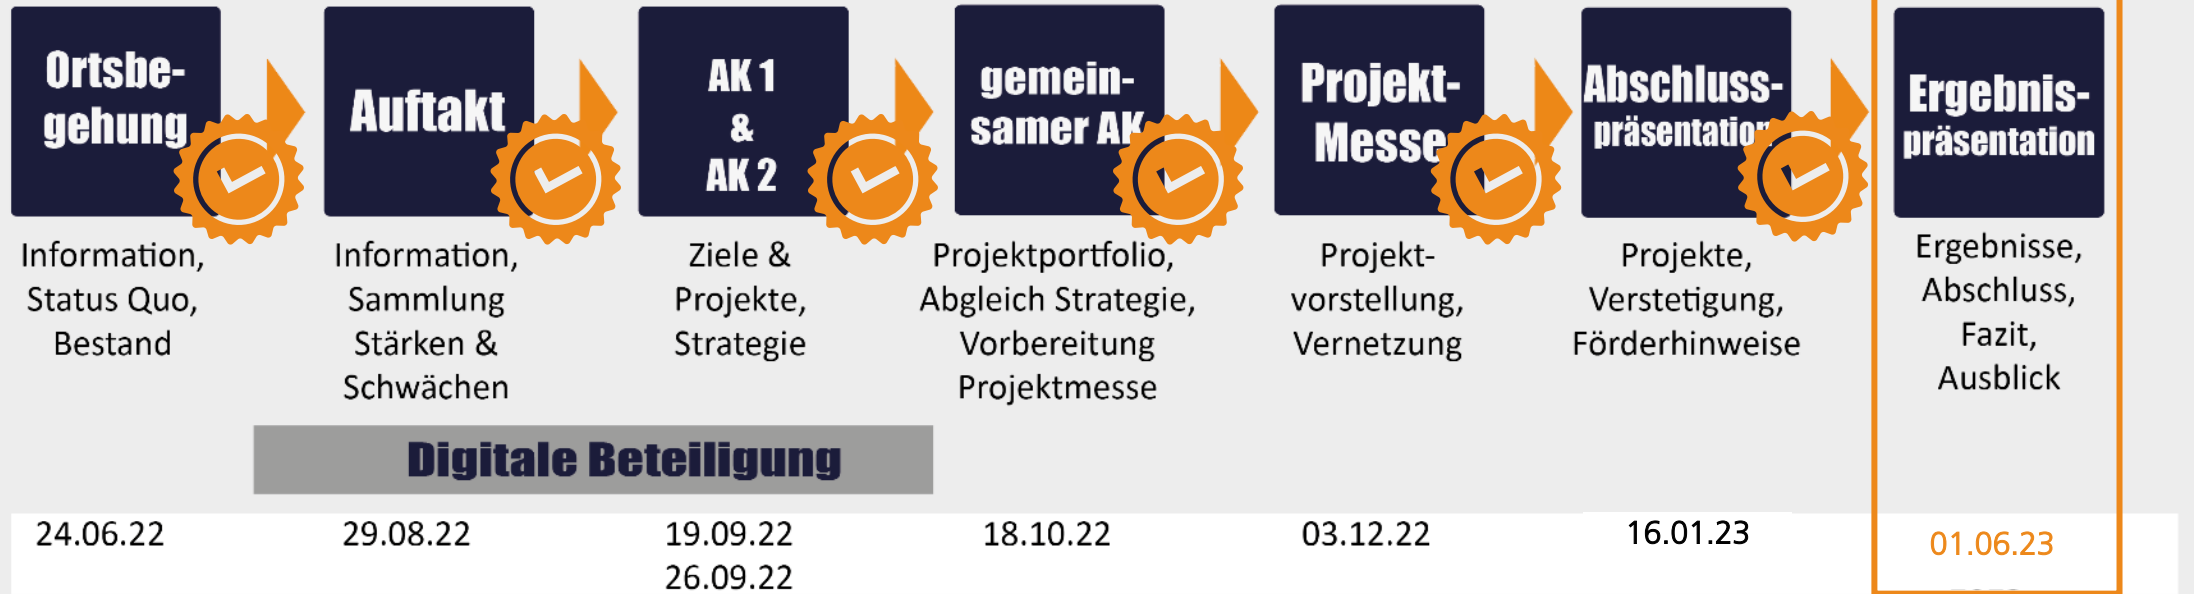 Ortsbe-
gehung
Information,
Status Quo,
Bestand
24.06.22
Auftakt
Information,
Sammlung
Stärken &
Schwächen
29.08.22
AK 1
&
AK 2
Ziele &
Projekte,
Strategie
19.09.22
26.09.22
gemein-
samer AK
Projektportfolio,
Abgleich Strategie,
Vorbereitung
Projektmesse
18.10.22
Projekt-
Messe
Projekt-
vorstellung,
Vernetzung
03.12.22
Abschluss-
präsentation
Projekte,
Verstetigung,
Förderhinweise
16.01.23
Ergebnis-
präsentation
Ergebnisse,
Abschluss,
Fazit,
Ausblick
01.06.23
Digitale Beteiligung